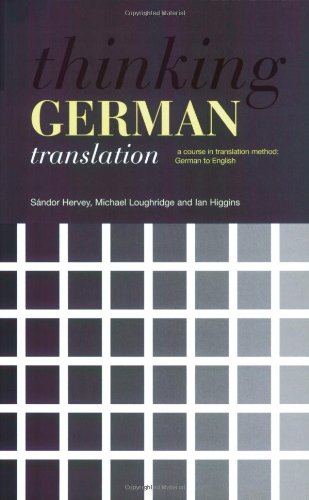 thinking
GERMAN
translation
a course in translation method:
German to English
Sándor Hervey, Michael Loughridge and Ian Higgins